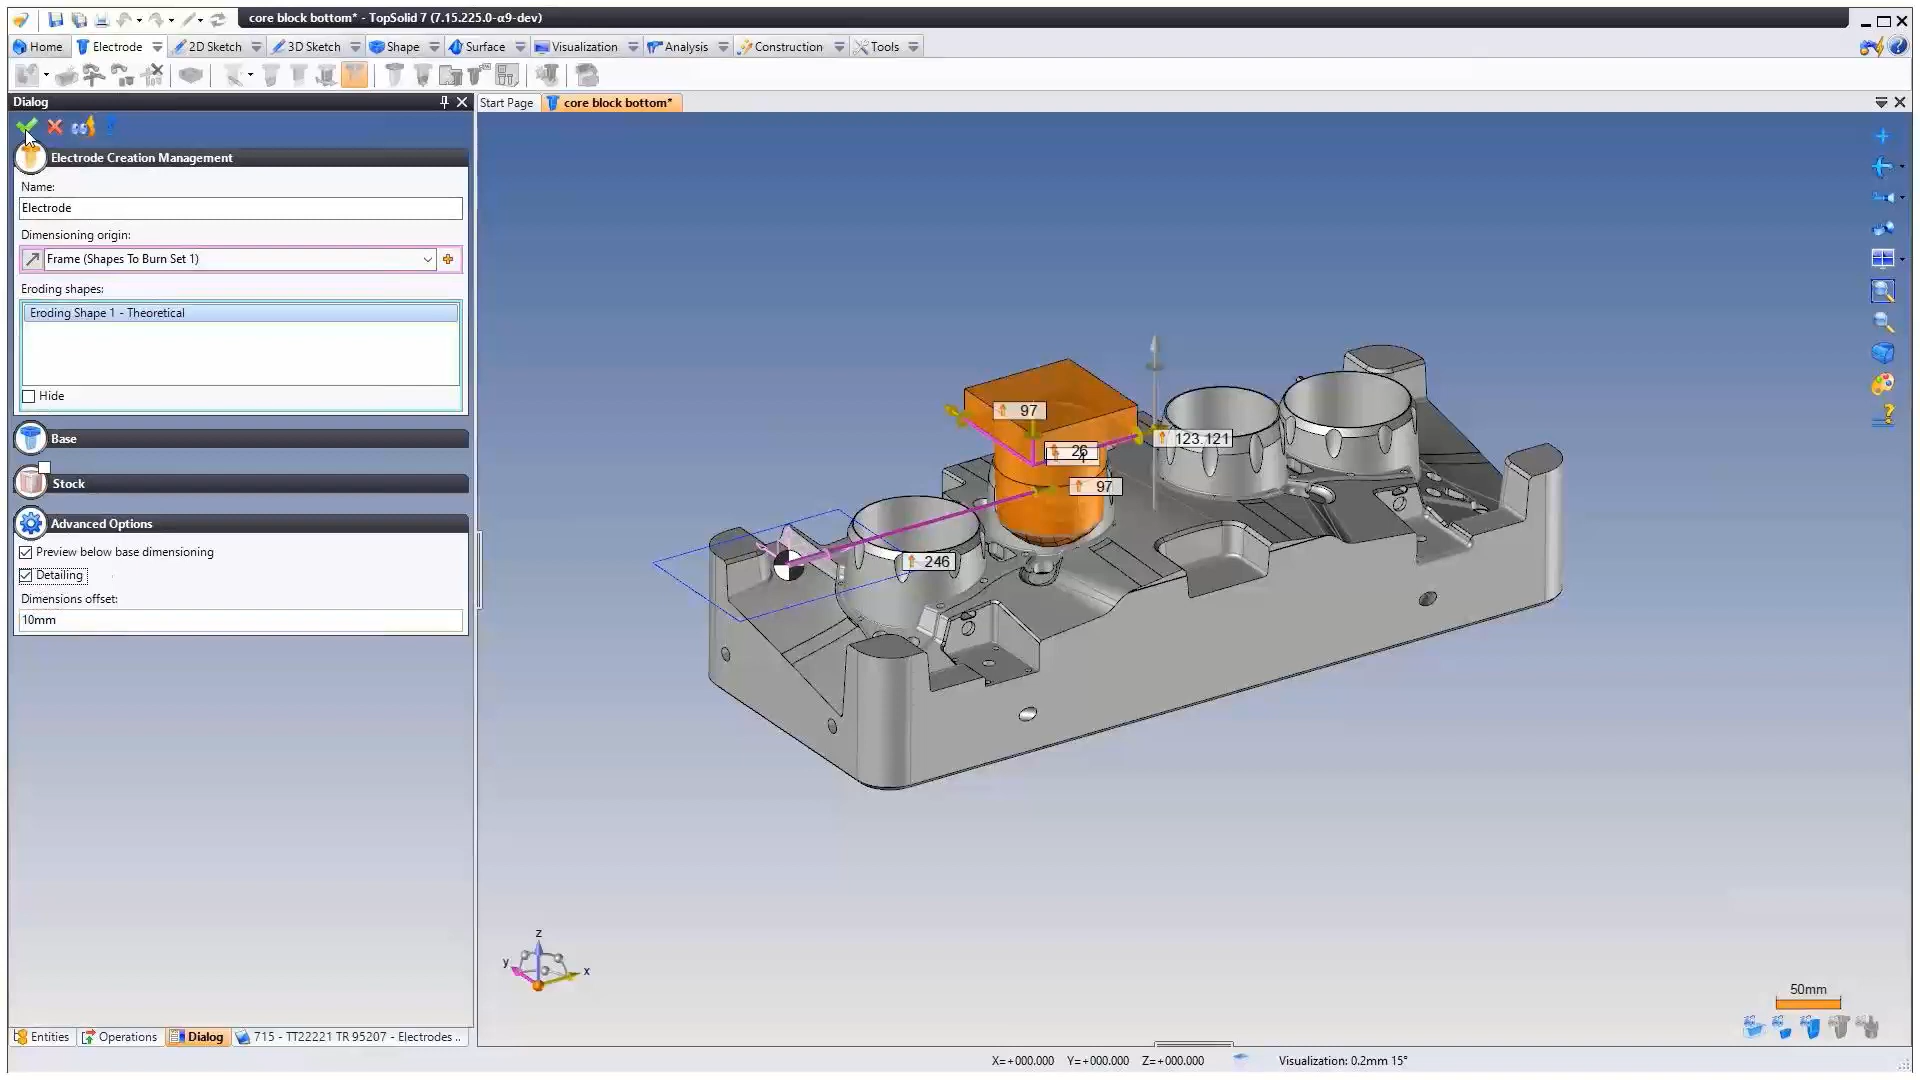 core block bottom* - TopSolid 7 (7.15.225.0-α9-dev)
Home
Electrode
2D Sketch
3D Sketch
Shape
Surface
Visualization
Analysis
Construction
Tools
Dialog
Start Page
core block bottom*
Electrode Creation Management
Name:
Electrode
Dimensioning origin:
Frame (Shapes To Burn Set 1)
Eroding shapes:
Eroding Shape 1 - Theoretical
Hide
Base
Stock
Advanced Options
Preview below base dimensioning
Detailing
Dimensions offset:
10mm
97
123.121
26
4
97
246
z
y
x
50mm
Entities
Operations
Dialog
715 - TT22221 TR 95207 - Electrodes ..
X=+000.000 Y=+000.000 Z=+000.000
Visualization: 0.2mm 15°